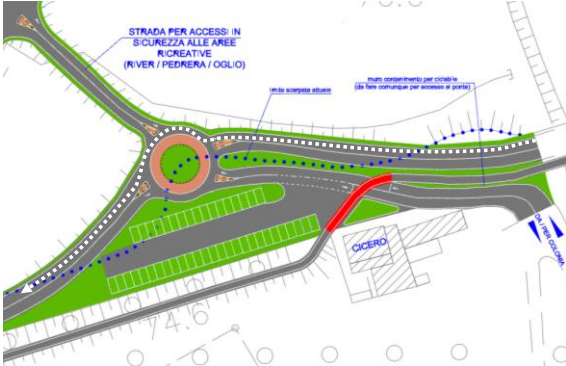 STRADA PER ACCESSI IN
SICUREZZA ALLE AREE
RICREATIVE
(RIVER / PEDRERA / OGLIO)
limite scarpata attuale
muro contenimento per ciclabile
(da fare comunque per accesso al ponte)
CICERO
DA / PER COLONIA
74.6